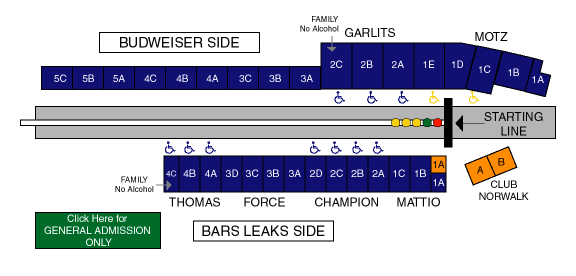 FAMILY
No Alcohol
GARLITS
MOTZ
BUDWEISER SIDE
5C 5B 5A 4C 4B 4A 3C 3B 3A 2C 2B 2A 1E 1D 1C 1B 1A
STARTING
LINE
4C 4B 4A 3D 3C 3B 3A 2D 2C 2B 2A 1C 1B 1A
1A
A B
FAMILY
No Alcohol
THOMAS FORCE CHAMPION MATTIO
CLUB
NORWALK
Click Here for
GENERAL ADMISSION
ONLY
BARS LEAKS SIDE